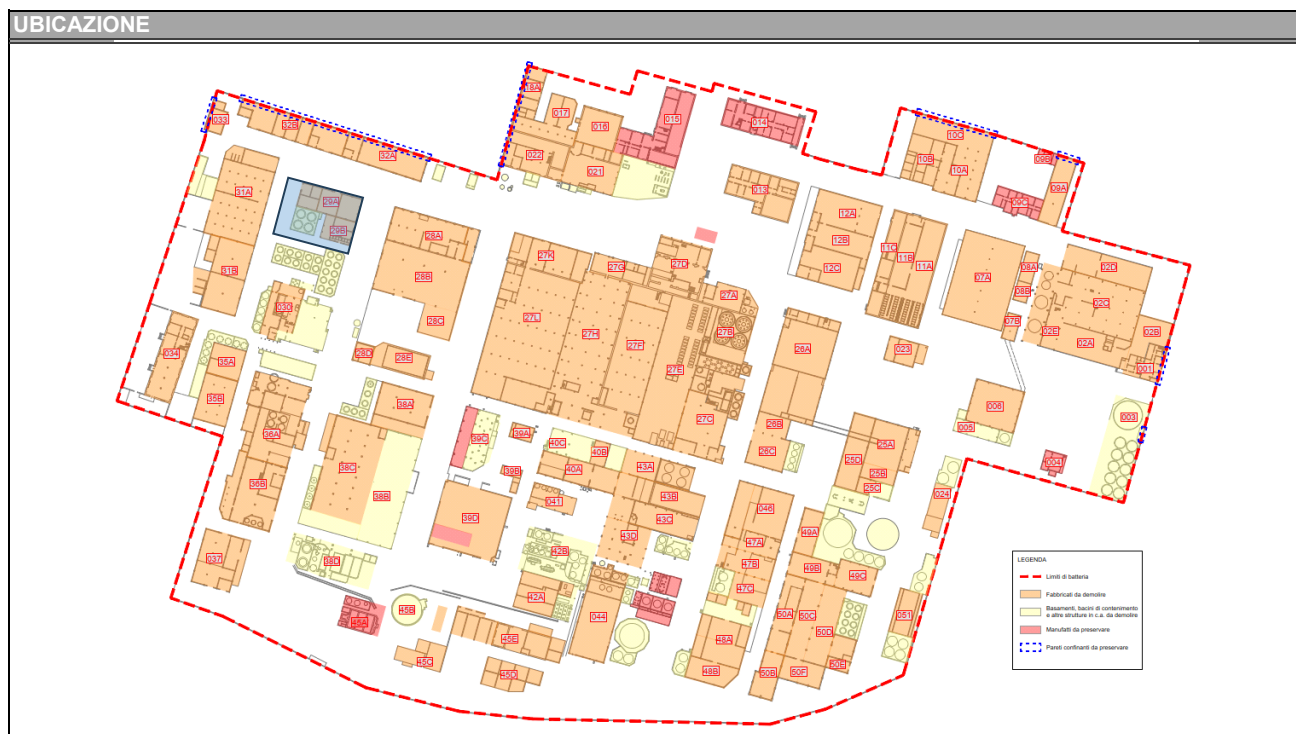 UBICAZIONE
18A
033
32B
017
016
015
014
10C
32A
022
021
10B
10A
09B
09A
31A
013
29A
09C
12A
29B
28A
12B
11C
11B
11A
27K
27G
27D
12C
07A
08A
02D
31B
28B
27A
08B
02C
030
27L
28C
27H
27F
27B
07B
02E
02B
02A
034
28D
28E
26A
023
35A
27E
001
35B
38A
006
003
36A
39C
39A
40C
40B
27C
26B
26C
005
25A
38C
39B
40A
43A
25D
25B
004
36B
38B
041
43B
25C
024
39D
43C
046
49A
037
38D
42B
43D
47A
47B
49B
49C
42A
47C
45A
45B
044
50A
50C
051
45E
48A
50D
45C
45D
48B
50B
50F
50E
LEGENDA
Limiti di batteria
Fabbricati da demolire
Basamenti, bacini di contenimento
e altre strutture in c.a. da demolire
Manufatti da preservare
Pareti confinanti da preservare